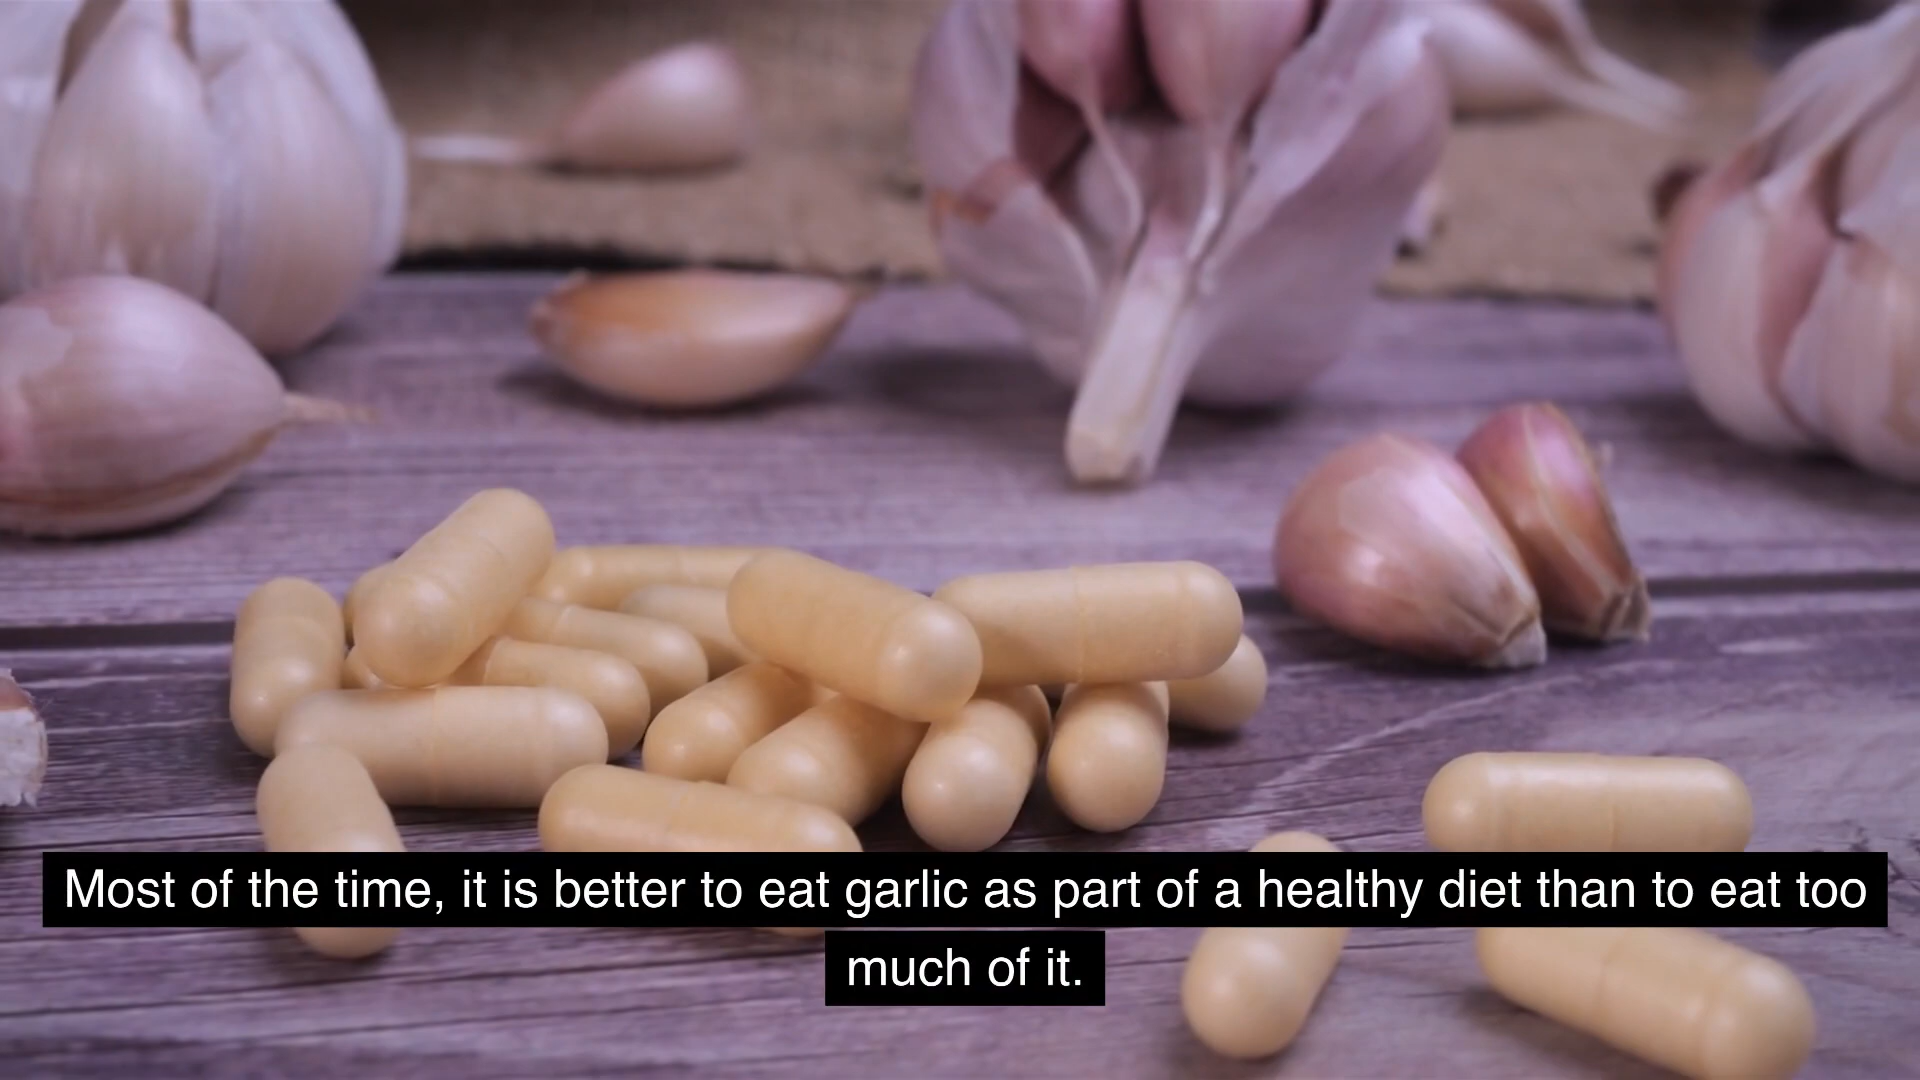 Most of the time, it is better to eat garlic as part of a healthy diet than to eat too
much of it.